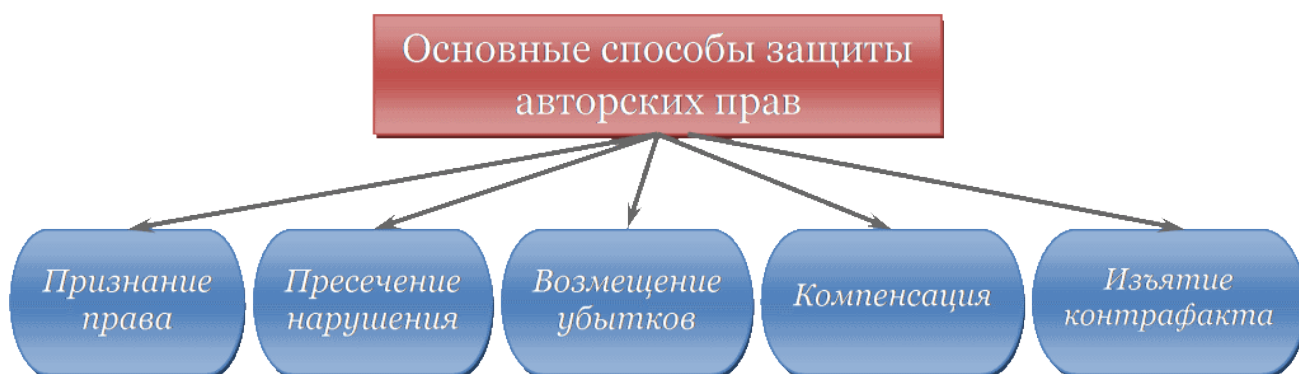 Основные способы защиты
авторских прав
Признание
права
Пресечение
нарушения
Возмещение
убытков
Компенсация
Изъятие
контрафакта